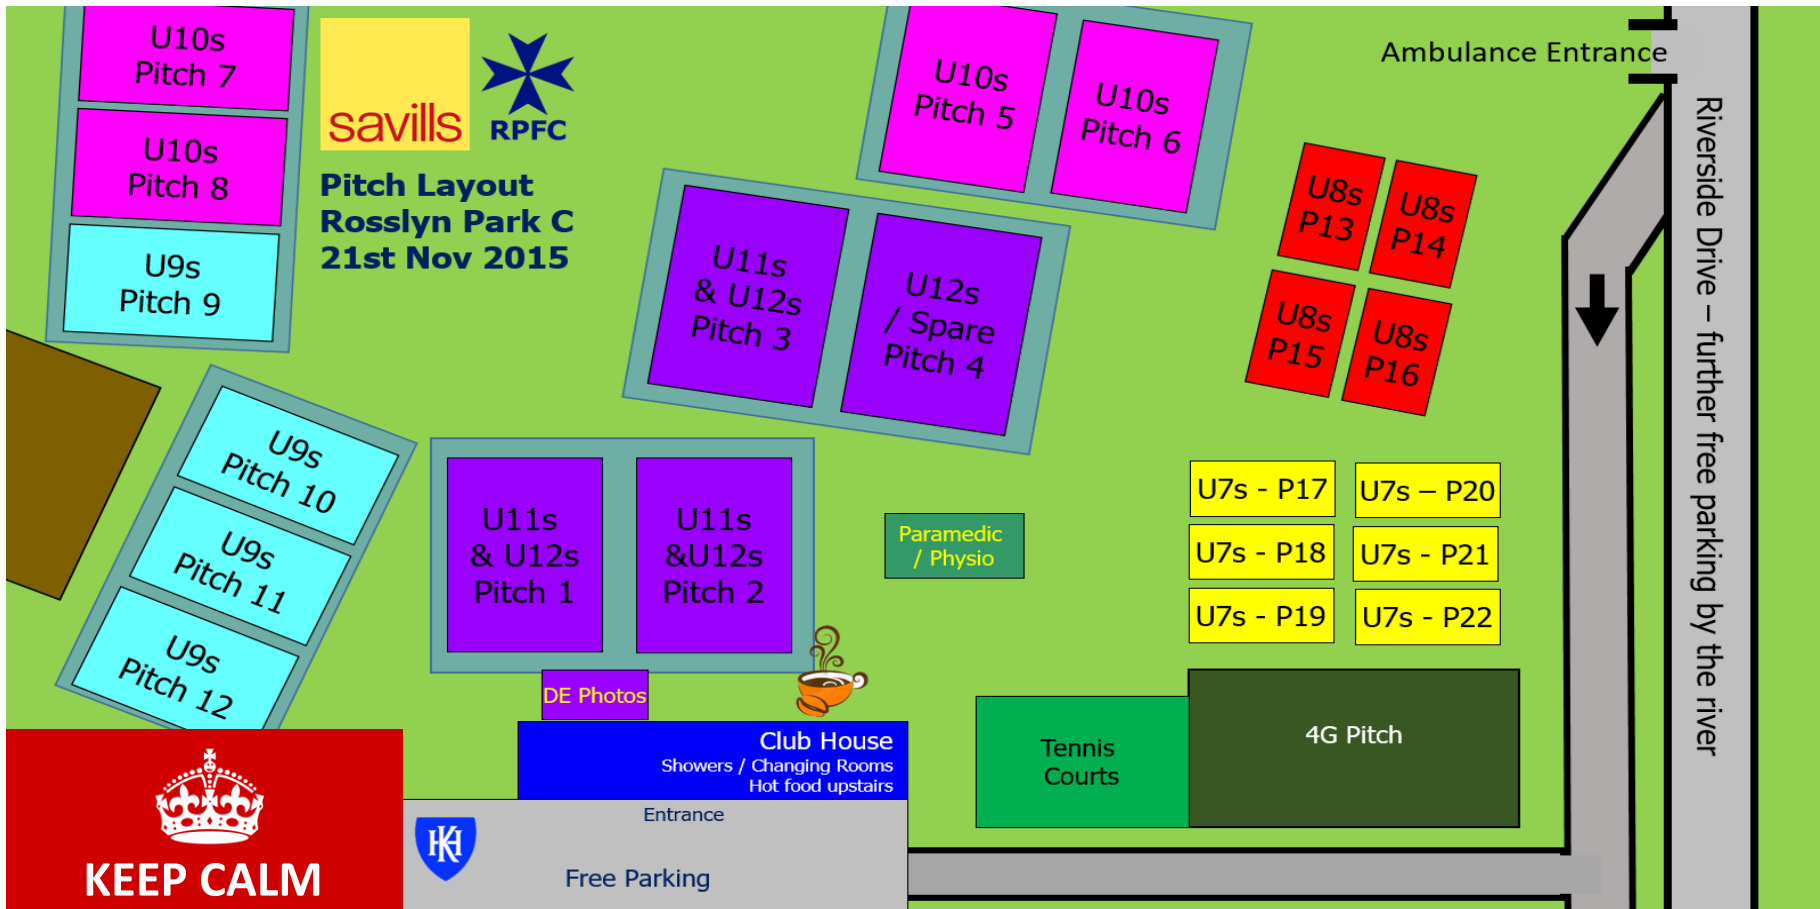 U10s
Pitch 7
U10s
Pitch 8
U9s
Pitch 9
savills
RPFC
Pitch Layout
Rosslyn Park C
21st Nov 2015
U10s
Pitch 5
U10s
Pitch 6
Ambulance Entrance
Riverside Drive – further free parking by the river
U11s
& U12s
Pitch 3
U12s
/ Spare
Pitch 4
U8s
P13
U8s
P14
U8s
P15
U8s
P16
U9s
Pitch 10
U9s
Pitch 11
U9s
Pitch 12
U11s
& U12s
Pitch 1
U11s
&U12s
Pitch 2
Paramedic
/ Physio
U7s - P17
U7s – P20
U7s - P18
U7s - P21
U7s - P19
U7s - P22
DE Photos
Club House
Showers / Changing Rooms
Hot food upstairs
Tennis
Courts
4G Pitch
Entrance
Free Parking
KH
KEEP CALM